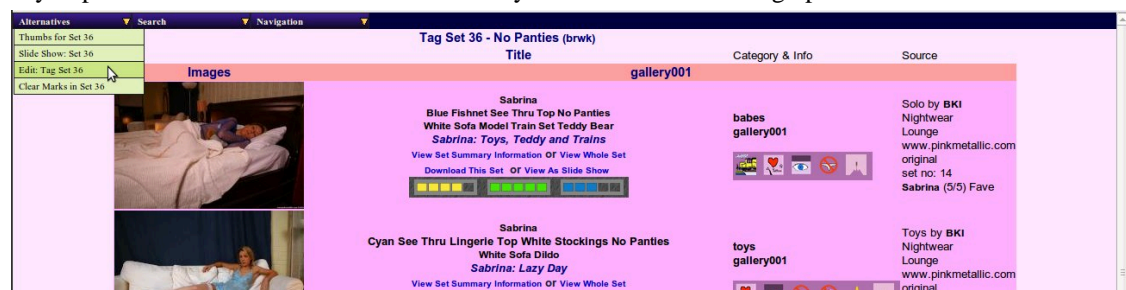 Alternatives Search Navigation
Thumbs for Set 36
Slide Show: Set 36
Edit: Tag Set 36
Clear Marks in Set 36
Tag Set 36 - No Panties (brwk)
Title Category & Info Source
Images gallery001
Sabrina
Blue Fishnet See Thru Top No Panties
White Sofa Model Train Set Teddy Bear
Sabrina: Toys, Teddy and Trains
View Set Summary Information or View Whole Set
Download This Set or View As Slide Show
babes
gallery001
Solo by BKI
Nightwear
Lounge
www.pinkmetallic.com
original
set no: 14
Sabrina (5/5) Fave
Sabrina
Cyan See Thru Lingerie Top White Stockings No Panties
White Sofa Dildo
Sabrina: Lazy Day
View Set Summary Information or View Whole Set
toys
gallery001
Toys by BKI
Nightwear
Lounge
www.pinkmetallic.com
original